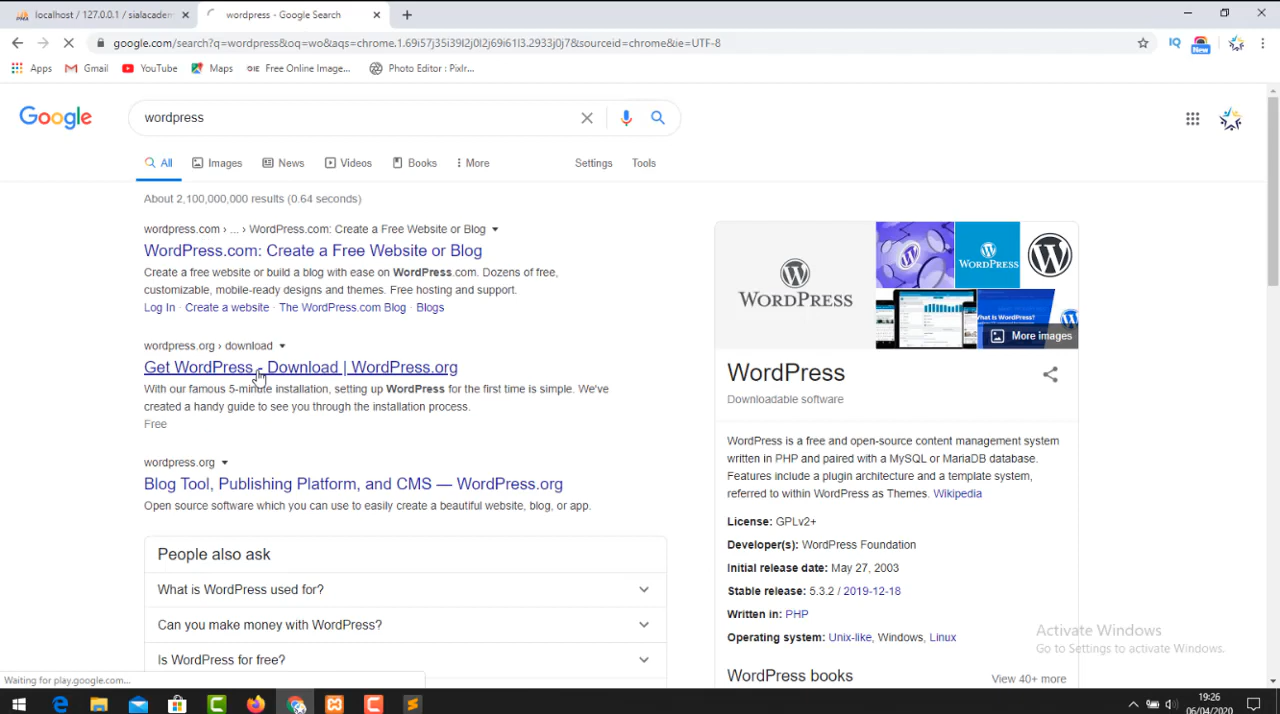 localhost / 127.0.0.1 / sialacadem
wordpress - Google Search
google.com/search?q=wordpress&oq=wo&aqs=chrome.1.69i57j35i39l2j0l2j69i61l3.2933j0j7&sourceid=chrome&ie=UTF-8
IQ
New
Apps
Gmail
YouTube
Maps
Free Online Image...
Photo Editor : Pixlr...
Google
wordpress
All
Images
News
Videos
Books
More
Settings
Tools
About 2,100,000,000 results (0.64 seconds)
wordpress.com › ... › WordPress.com: Create a Free Website or Blog
WordPress.com: Create a Free Website or Blog
Create a free website or build a blog with ease on WordPress.com. Dozens of free,
customizable, mobile-ready designs and themes. Free hosting and support.
Log In · Create a website · The WordPress.com Blog · Blogs
wordpress.org › download
Get WordPress - Download | WordPress.org
With our famous 5-minute installation, setting up WordPress for the first time is simple. We've
created a handy guide to see you through the installation process.
Free
wordpress.org
Blog Tool, Publishing Platform, and CMS — WordPress.org
Open source software which you can use to easily create a beautiful website, blog, or app.
People also ask
What is WordPress used for?
Can you make money with WordPress?
Is WordPress for free?
Waiting for play.google.com...
WORDPRESS
WORDPRESS
What Is WordPress?
More images
WordPress
Downloadable software
WordPress is a free and open-source content management system
written in PHP and paired with a MySQL or MariaDB database.
Features include a plugin architecture and a template system,
referred to within WordPress as Themes. Wikipedia
License: GPLv2+
Developer(s): WordPress Foundation
Initial release date: May 27, 2003
Stable release: 5.3.2 / 2019-12-18
Written in: PHP
Operating system: Unix-like, Windows, Linux
WordPress books
View 40+ more
Activate Windows
Go to Settings to activate Windows.
19:26
06/04/2020